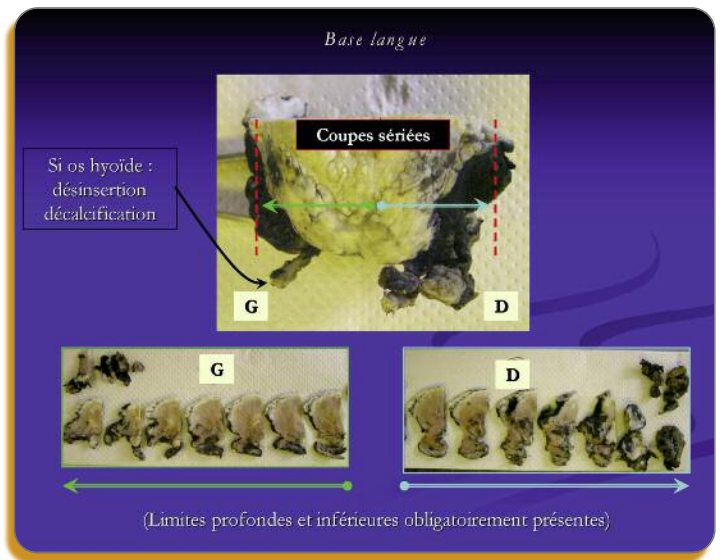 Base langue
Coupes sériées
Si os hyoïde :
désinsertion
décalcification
G
D
G
D
(Limites profondes et inférieures obligatoirement présentes)